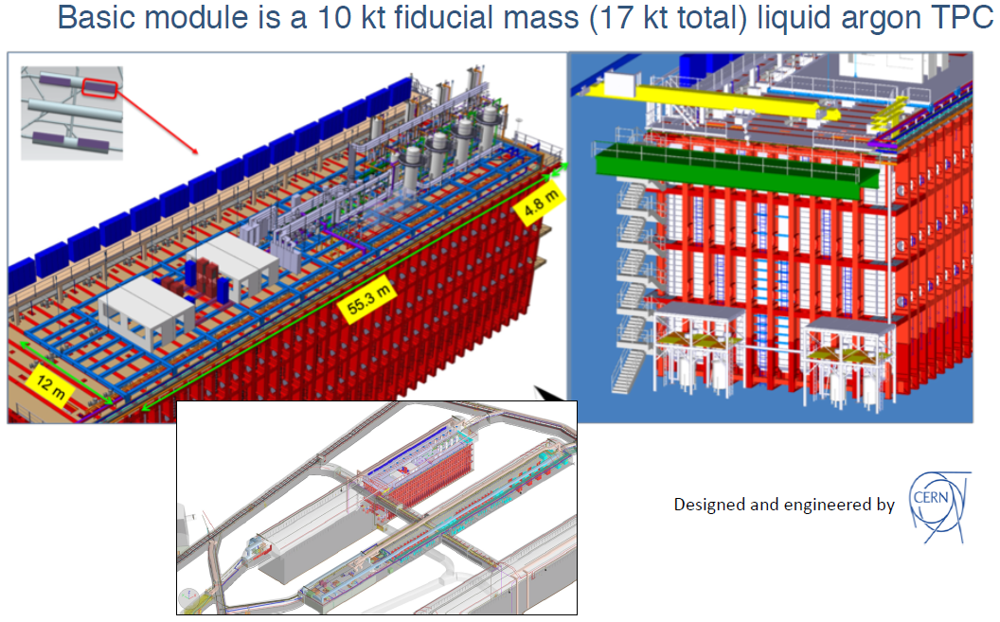 Basic module is a 10 kt fiducial mass (17 kt total) liquid argon TPC
4.8 m
55.3 m
12 m
Designed and engineered by
CERN